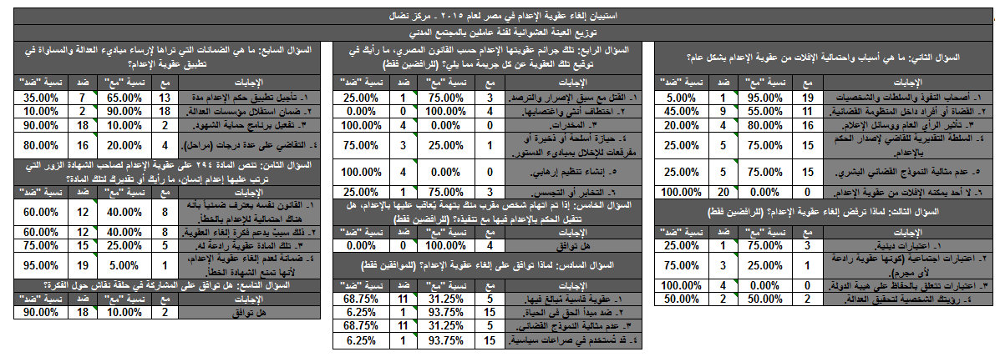 استبيان إلغاء عقوبة الإعدام في مصر لعام ٢٠١٥ - مركز نضال
توزيع العينة العشوائية لفئة عاملين بالمجتمع المدني
السؤال الثاني: ما هي أسباب واحتمالية الإفلات من عقوبة الإعدام بشكل عام؟
الإجابات مع نسبة "مع" ضد نسبة "ضد"
١- أصحاب النفوذ والسلطات والشخصيات 19 95.00% 1 5.00%
٢- القضاة أو أفراد داخل المنظومة القضائية. 11 55.00% 9 45.00%
٣- تأثير الرأي العام ووسائل الإعلام. 16 80.00% 4 20.00%
٤- السلطة التقديرية للقاضي لإصدار الحكم
بالإعدام. 15 75.00% 5 25.00%
٥- عدم مثالية النموذج القضائي البشري. 15 75.00% 5 25.00%
٦- لا أحد يمكنه الإفلات من عقوبة الإعدام. 0 0.00% 20 100.00%
السؤال الثالث: لماذا ترفض إلغاء عقوبة الإعدام؟ (للرافضين فقط)
الإجابات مع نسبة "مع" ضد نسبة "ضد"
١- اعتبارات دينية. 3 75.00% 1 25.00%
٢- اعتبارات اجتماعية (كونها عقوبة رادعة
لأي مجرم). 1 25.00% 3 75.00%
٣- اعتبارات تتعلق بالحفاظ على هيبة الدولة. 0 0.00% 4 100.00%
٤- رؤيتك الشخصية لتحقيق العدالة. 2 50.00% 2 50.00%
السؤال الرابع: تلك جرائم عقوبتها الإعدام حسب القانون المصري، ما رأيك في
توقيع تلك العقوبة عن كل جريمة مما يلي؟ (للرافضين فقط)
الإجابات مع نسبة "مع" ضد نسبة "ضد"
١- القتل مع سبق الإصرار والترصد. 3 75.00% 1 25.00%
٢- اختطاف أنثى واغتصابها. 4 100.00% 0 0.00%
٣- المخدرات. 0 0.00% 4 100.00%
٤- حيازة أسلحة أو ذخيرة أو
مفرقعات للإخلال بمبادىء الدستور. 1 25.00% 3 75.00%
٥- إنشاء تنظيم إرهابي. 0 0.00% 4 100.00%
٦- التخابر أو التجسس. 3 75.00% 1 25.00%
السؤال الخامس: إذا تم اتهام شخص مقرب منك بتهمة يُعاقب عليها بالإعدام، هل
تتقبل الحكم بالإعدام فيها مع تنفيذه؟ (للرافضين فقط)
الإجابات مع نسبة "مع" ضد نسبة "ضد"
هل توافق 4 100.00% 0 0.00%
السؤال السادس: لماذا توافق على إلغاء عقوبة الإعدام؟ (للموافقين فقط)
الإجابات مع نسبة "مع" ضد نسبة "ضد"
١- عقوبة قاسية مُبالغ فيها. 5 31.25% 11 68.75%
٢- ضد مبدأ الحق في الحياة. 15 93.75% 1 6.25%
٣- عدم مثالية النموذج القضائي. 5 31.25% 11 68.75%
٤- قد تُستخدم في صراعات سياسية. 15 93.75% 1 6.25%
السؤال السابع: ما هي الضمانات التي تراها لإرساء مبادىء العدالة والمساواة في
تطبيق عقوبة الإعدام؟
الإجابات مع نسبة "مع" ضد نسبة "ضد"
١- تأجيل تطبيق حكم الإعدام مدة 13 65.00% 7 35.00%
٢- ضمان استقلال مؤسسات العدالة. 18 90.00% 2 10.00%
٣- تفعيل برنامج حماية الشهود. 2 10.00% 18 90.00%
٤- التقاضي على عدة درجات (مراحل). 4 20.00% 16 80.00%
السؤال الثامن: تنص المادة ٢٩٤ على عقوبة الإعدام لصاحب الشهادة الزور التي
ترتب عليها إعدام إنسان، ما رأيك أو تقديرك لتلك المادة؟
الإجابات مع نسبة "مع" ضد نسبة "ضد"
١- القانون نفسه يعترف ضمنياً بأنه
هناك احتمالية للإعدام بالخطأ. 8 40.00% 12 60.00%
٢- ذلك سببٌ يدعم فكرة إلغاء العقوبة. 8 40.00% 12 60.00%
٣- تلك المادة عقوبة رادعة له. 5 25.00% 15 75.00%
٤- ضمانة لعدم إلغاء عقوبة الإعدام،
لأنها تمنع الشهادة الخطأ. 1 5.00% 19 95.00%
السؤال التاسع: هل توافق على المشاركة في حلقة نقاش حول الفكرة؟
الإجابات مع نسبة "مع" ضد نسبة "ضد"
هل توافق 2 10.00% 18 90.00%